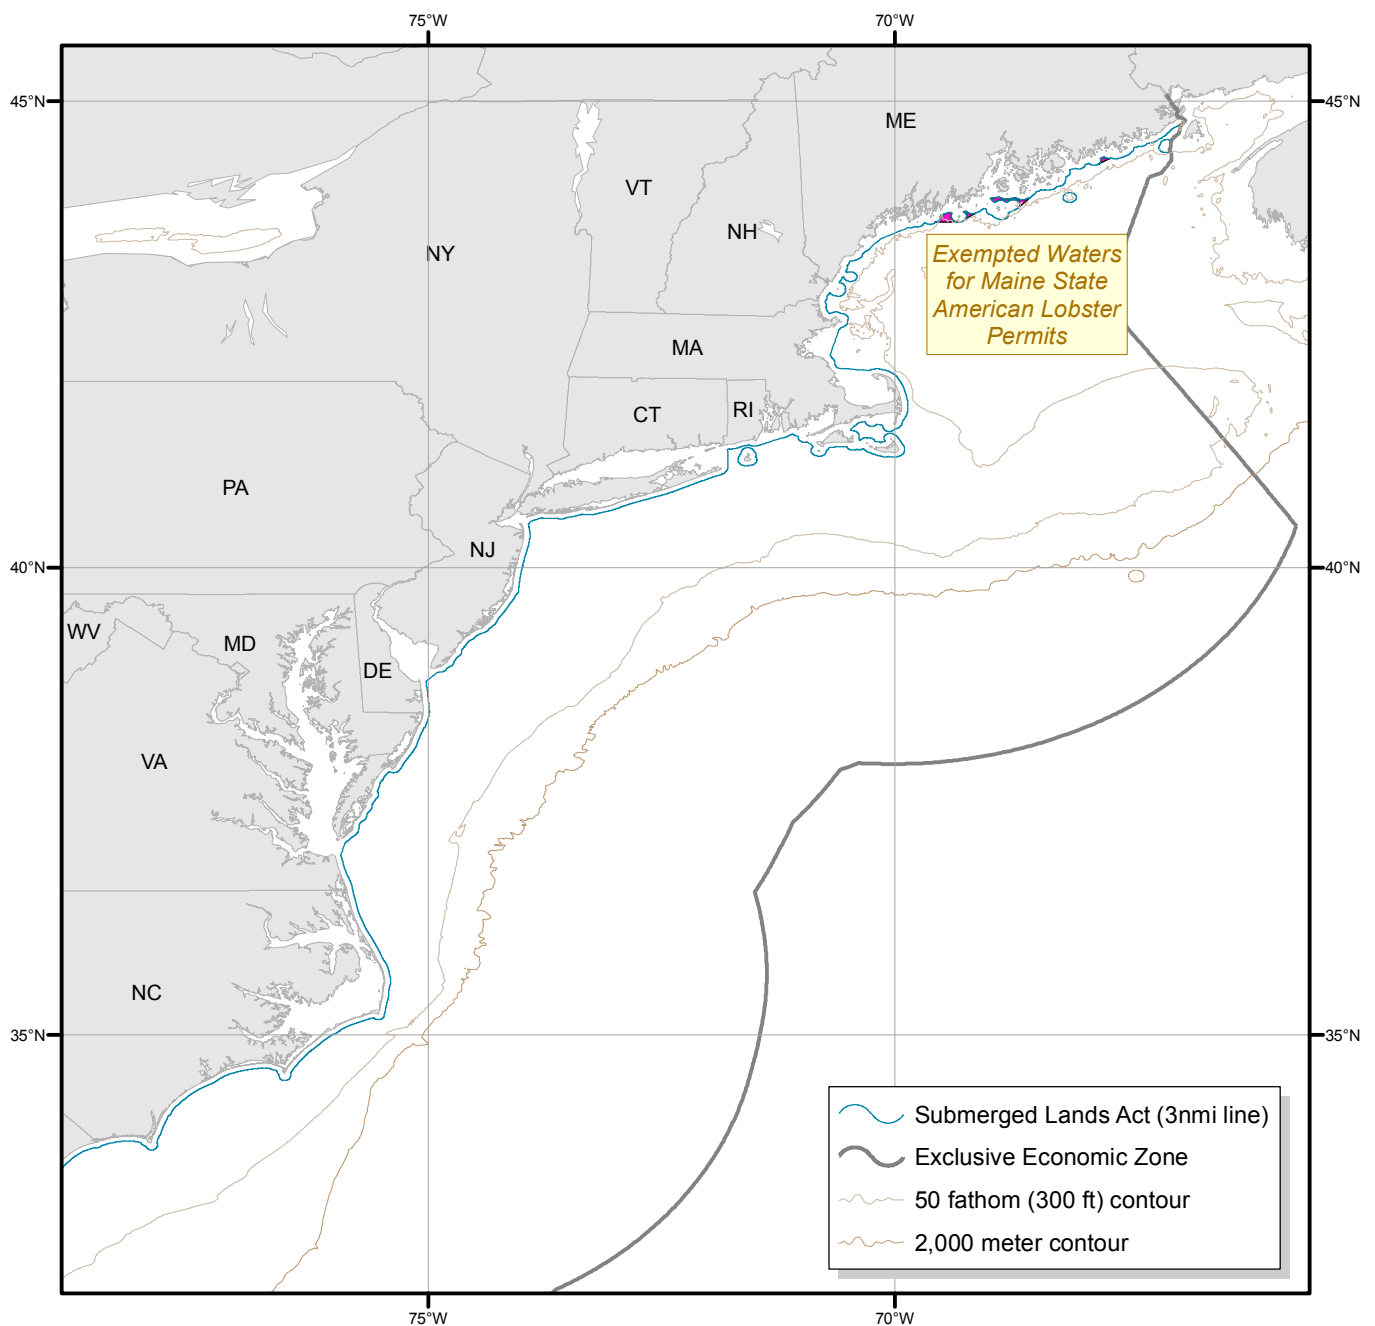 75°W
70°W
45°N
45°N
ME
VT
NH
NY
Exempted Waters
for Maine State
American Lobster
Permits
MA
CT
RI
PA
NJ
40°N
40°N
WV
MD
DE
VA
NC
35°N
35°N
Submerged Lands Act (3nmi line)
Exclusive Economic Zone
50 fathom (300 ft) contour
2,000 meter contour
75°W
70°W